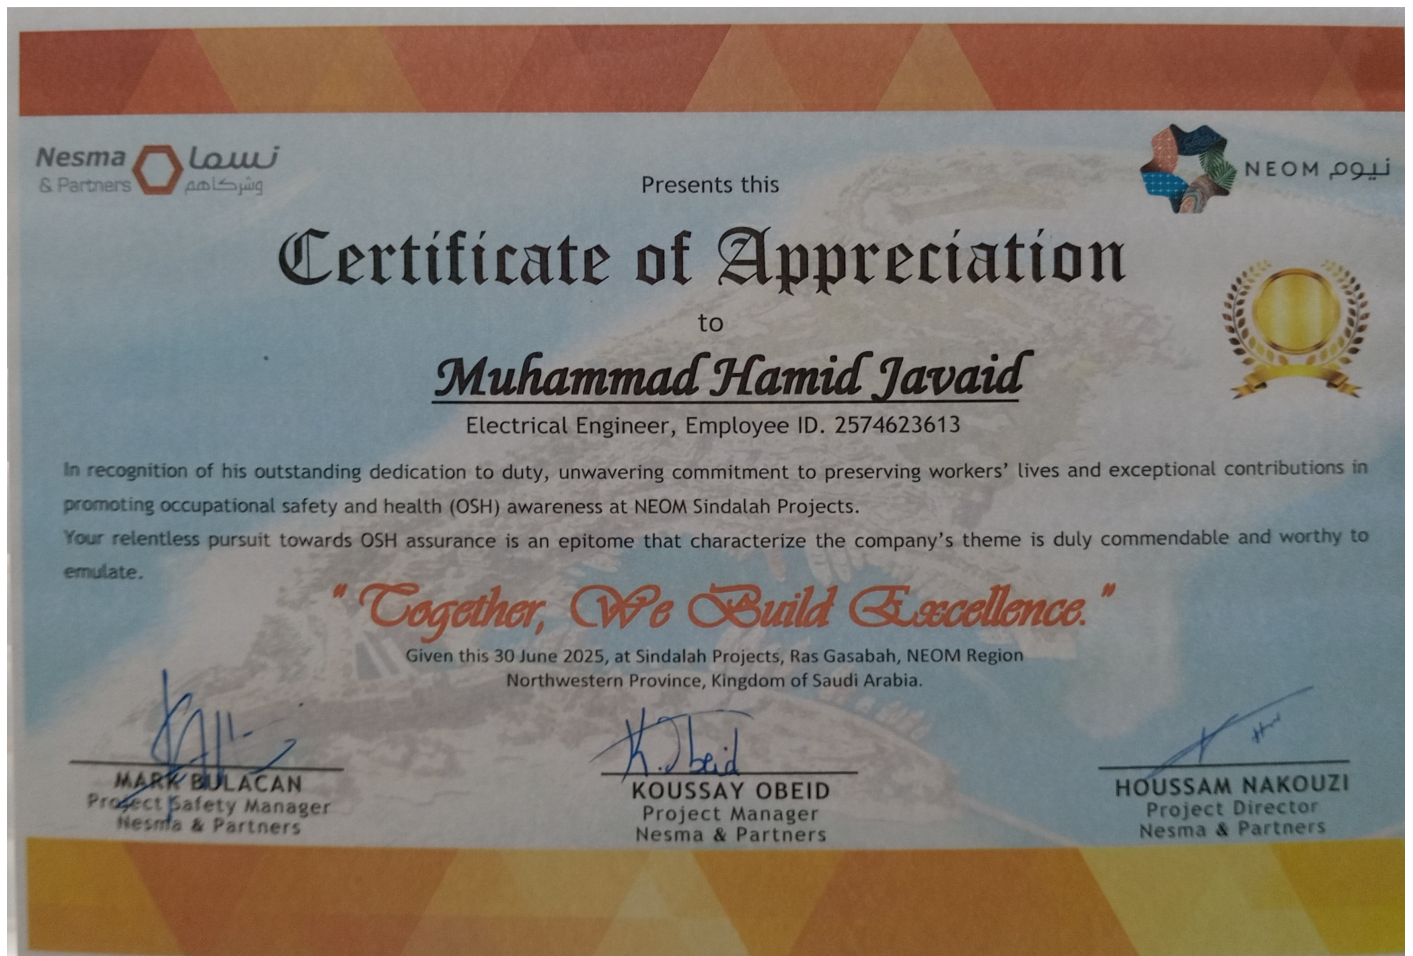 Nesma & Partners
نسما وشركاهم
NEOM نيوم
Presents this
Certificate of Appreciation
to
Muhammad Hamid Javaid
Electrical Engineer, Employee ID. 2574623613
In recognition of his outstanding dedication to duty, unwavering commitment to preserving workers’ lives and exceptional contributions in
promoting occupational safety and health (OSH) awareness at NEOM Sindalah Projects.
Your relentless pursuit towards OSH assurance is an epitome that characterize the company’s theme is duly commendable and worthy to
emulate.
“ Together, We Build Excellence.”
Given this 30 June 2025, at Sindalah Projects, Ras Gasabah, NEOM Region
Northwestern Province, Kingdom of Saudi Arabia.
K. Obeid
MARK BULACAN
Project Safety Manager
Nesma & Partners
KOUSSAY OBEID
Project Manager
Nesma & Partners
HOUSSAM NAKOUZI
Project Director
Nesma & Partners